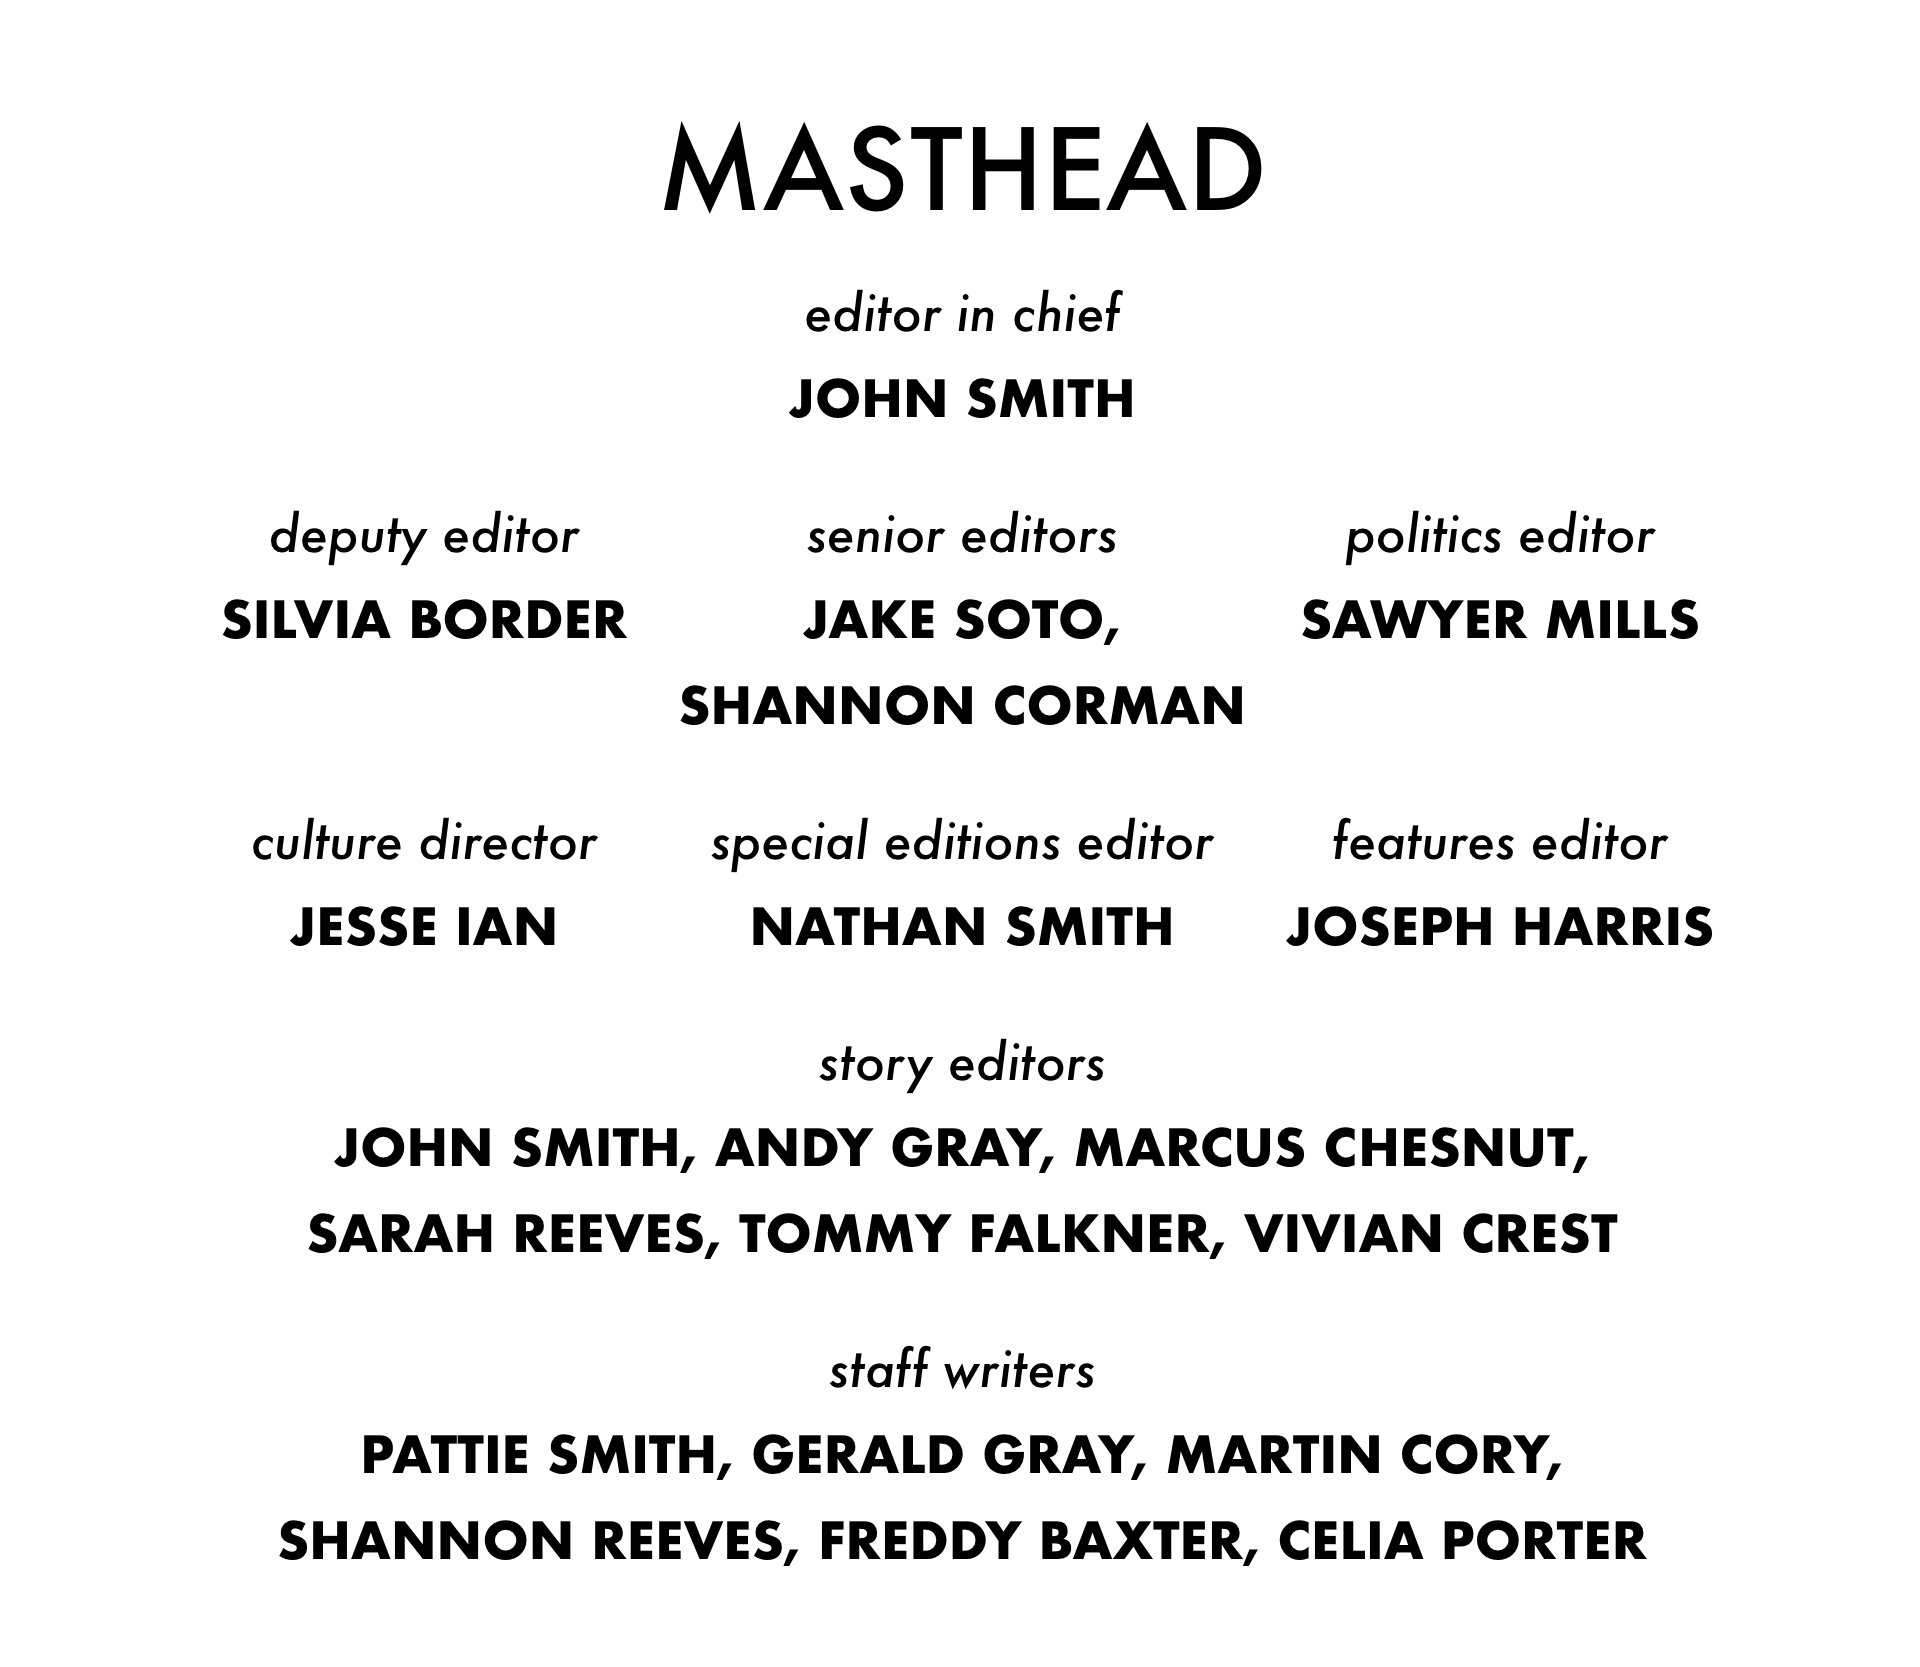 MASTHEAD
editor in chief
JOHN SMITH
deputy editor
SILVIA BORDER
senior editors
JAKE SOTO,
SHANNON CORMAN
politics editor
SAWYER MILLS
culture director
JESSE IAN
special editions editor
NATHAN SMITH
features editor
JOSEPH HARRIS
story editors
JOHN SMITH, ANDY GRAY, MARCUS CHESNUT,
SARAH REEVES, TOMMY FALKNER, VIVIAN CREST
staff writers
PATTIE SMITH, GERALD GRAY, MARTIN CORY,
SHANNON REEVES, FREDDY BAXTER, CELIA PORTER